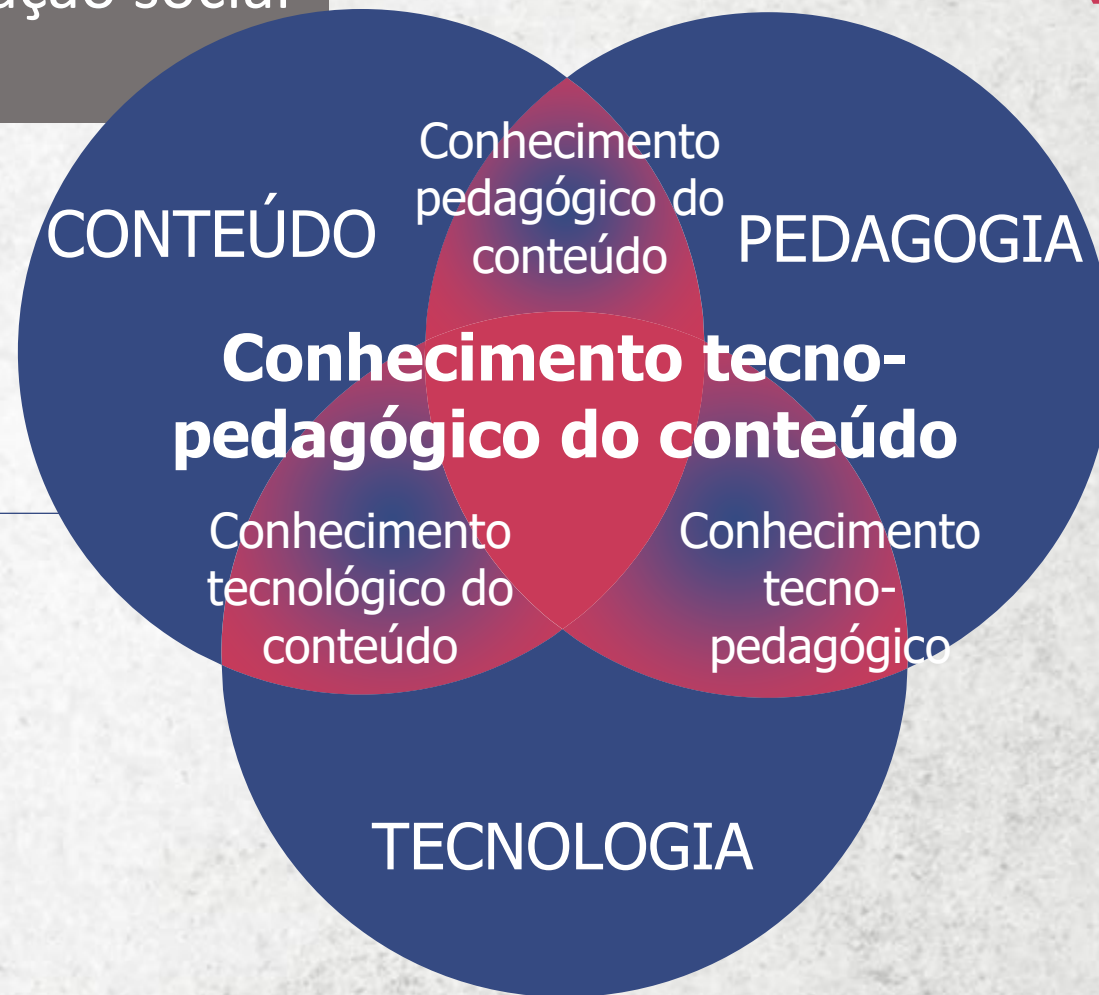 social
Conhecimento
pedagógico do
conteúdo
CONTEÚDO
PEDAGOGIA
Conhecimento tecno-
pedagógico do conteúdo
Conhecimento
tecnológico do
conteúdo
Conhecimento
tecno-
pedagógico
TECNOLOGIA